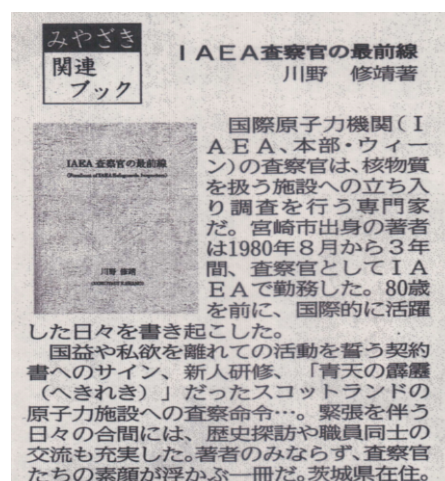 みやざき
関連
ブック
IAEA査察官の最前線
川野 修靖著
IAEA 査察官の最前線
川野 修靖
国際原子力機関(I
AEA、本部・ウィー
ン)の査察官は、核物質
を扱う施設への立ち入
り調査を行う専門家
だ。宮崎市出身の著者
は1980年8月から3年
間、査察官としてIA
EAで勤務した。80歳
を前に、国際的に活躍
した日々を書き起こした。
国益や私欲を離れての活動を誓う契約
書へのサイン、新人研修、「青天の霹靂
(へきれき)」だったスコットランドの
原子力施設への査察命令…。緊張を伴う
日々の合間には、歴史探訪や職員同士の
交流も充実した。著者のみならず、査察官
たちの素顔が浮かぶ一冊だ。茨城県在住。